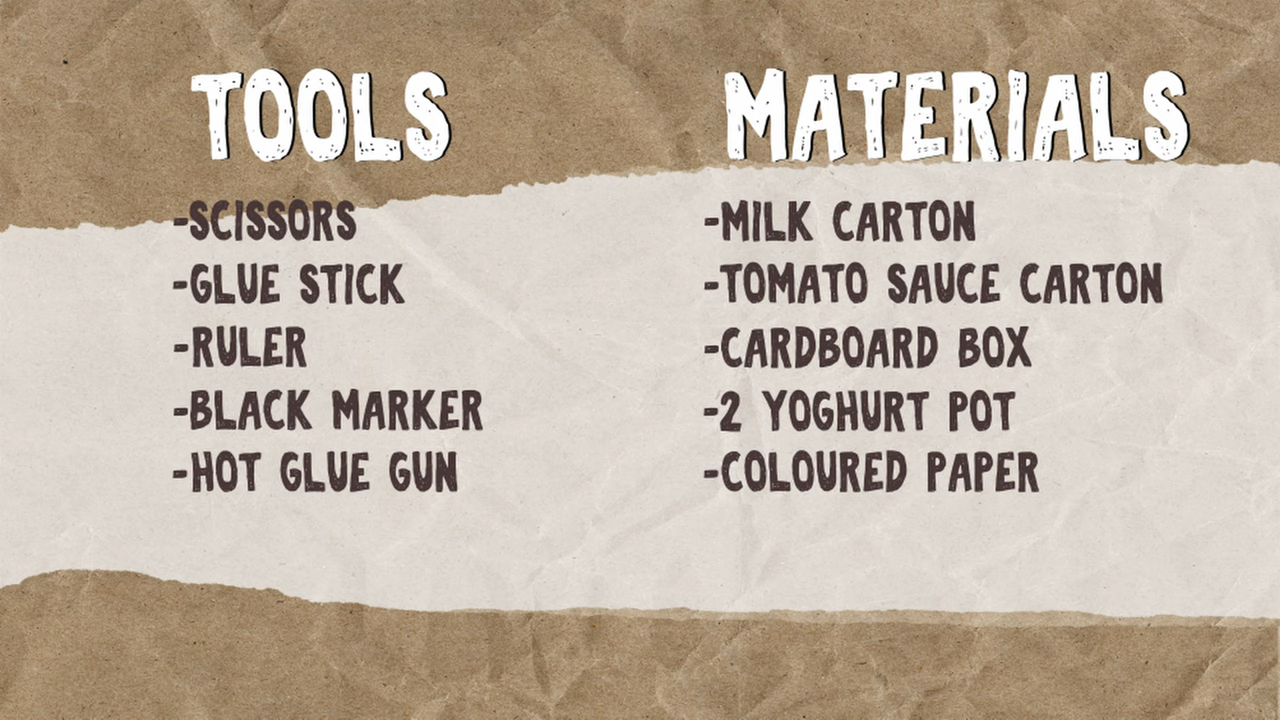 TOOLS
-SCISSORS
-GLUE STICK
-RULER
-BLACK MARKER
-HOT GLUE GUN
MATERIALS
-MILK CARTON
-TOMATO SAUCE CARTON
-CARDBOARD BOX
-2 YOGHURT POT
-COLOURED PAPER